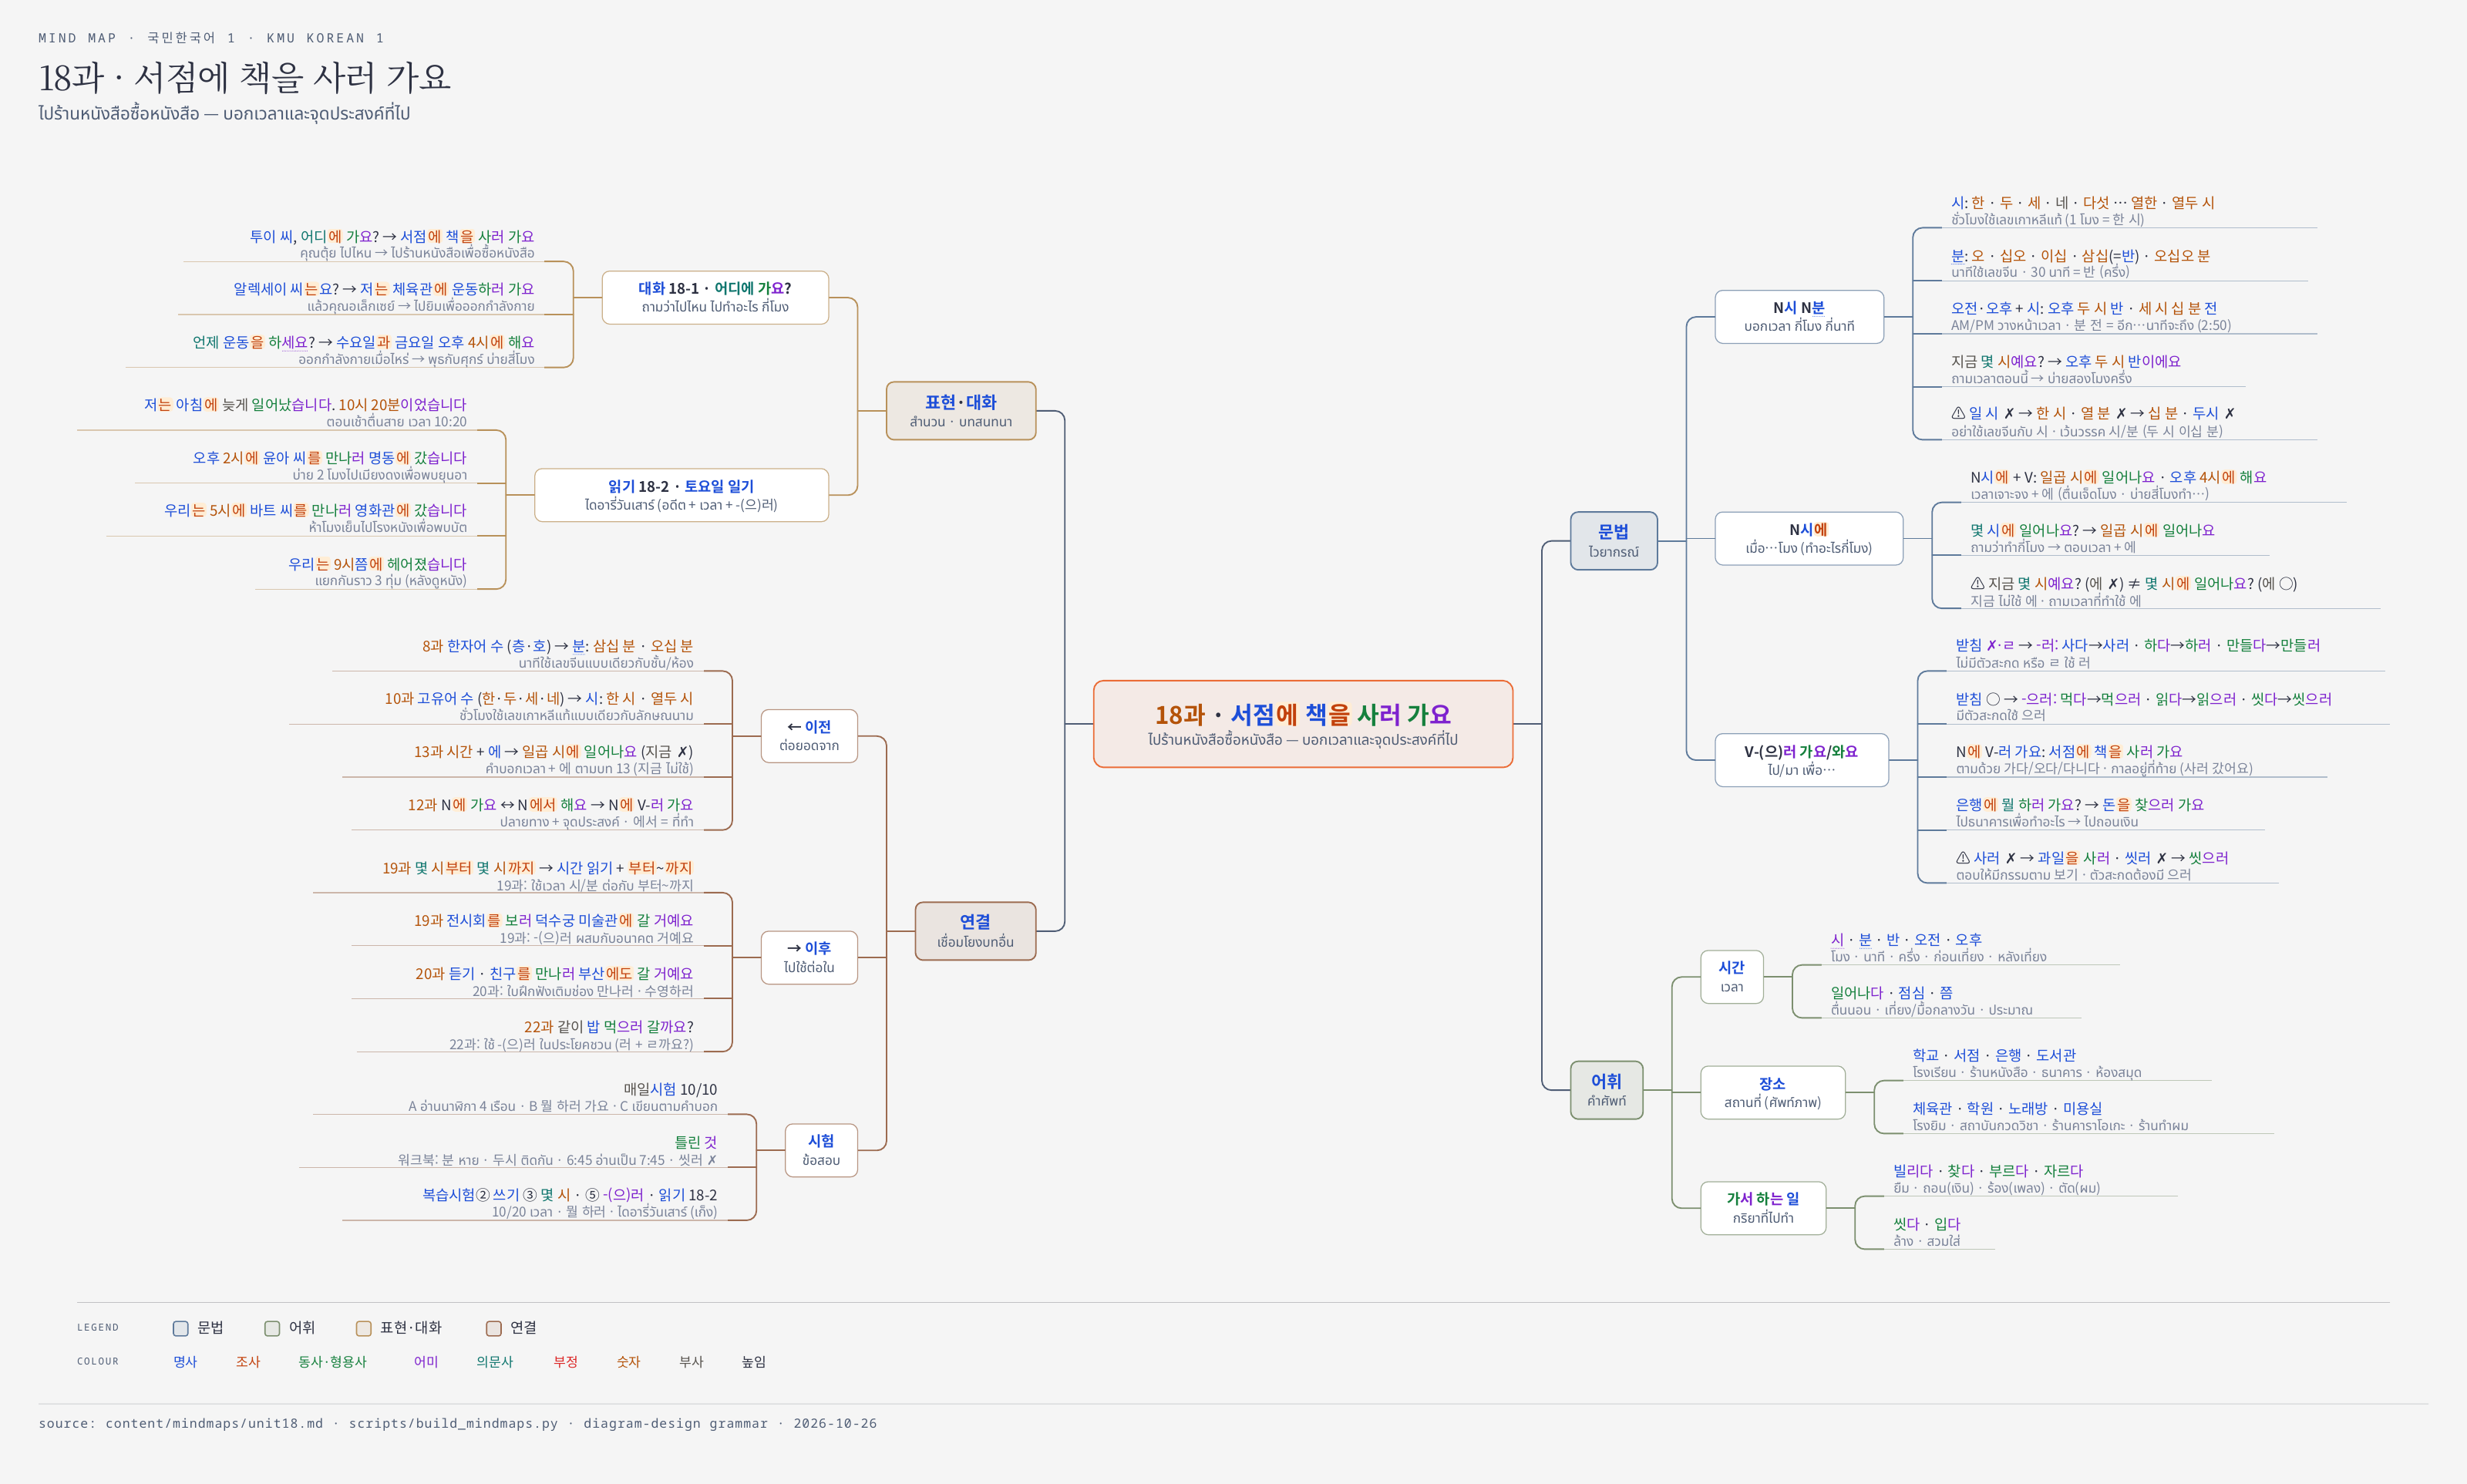 MIND MAP · 국민한국어 1 · KMU KOREAN 1
18과 · 서점에 책을 사러 가요
ไปร้านหนังสือซื้อหนังสือ — บอกเวลาและจุดประสงค์ที่ไป
투이 씨, 어디에 가요? → 서점에 책을 사러 가요
คุณตุ้ย ไปไหน → ไปร้านหนังสือเพื่อซื้อหนังสือ
알렉세이 씨는요? → 저는 체육관에 운동하러 가요
แล้วคุณอเล็กเซย์ → ไปยิมเพื่อออกกำลังกาย
언제 운동을 하세요? → 수요일과 금요일 오후 4시에 해요
ออกกำลังกายเมื่อไหร่ → พุธกับศุกร์ บ่ายสี่โมง
대화 18-1 · 어디에 가요?
ถามว่าไปไหน ไปทำอะไร กี่โมง
저는 아침에 늦게 일어났습니다. 10시 20분이었습니다
ตอนเช้าตื่นสาย เวลา 10:20
오후 2시에 윤아 씨를 만나러 명동에 갔습니다
บ่าย 2 โมงไปเมียงดงเพื่อพบยุนอา
우리는 5시에 바트 씨를 만나러 영화관에 갔습니다
ห้าโมงเย็นไปโรงหนังเพื่อพบบัต
우리는 9시쯤에 헤어졌습니다
แยกกันราว 3 ทุ่ม (หลังดูหนัง)
읽기 18-2 · 토요일 일기
ไดอารี่วันเสาร์ (อดีต + เวลา + -(으)러)
표현·대화
สำนวน · บทสนทนา
8과 한자어 수 (층·호) → 분: 삼십 분 · 오십 분
นาทีใช้เลขจีนแบบเดียวกับชั้น/ห้อง
10과 고유어 수 (한·두·세·네) → 시: 한 시 · 열두 시
ชั่วโมงใช้เลขเกาหลีแท้แบบเดียวกับลักษณนาม
13과 시간 + 에 → 일곱 시에 일어나요 (지금 ✗)
คำบอกเวลา + 에 ตามบท 13 (지금 ไม่ใช้)
12과 N에 가요 ↔ N에서 해요 → N에 V-러 가요
ปลายทาง + จุดประสงค์ · 에서 = ที่ทำ
← 이전
ต่อยอดจาก
19과 몇 시부터 몇 시까지 → 시간 읽기 + 부터~까지
19과: ใช้เวลา 시/분 ต่อกับ 부터~까지
19과 전시회를 보러 덕수궁 미술관에 갈 거예요
19과: -(으)러 ผสมกับอนาคต 거예요
20과 듣기 · 친구를 만나러 부산에도 갈 거예요
20과: ใบฝึกฟังเติมช่อง 만나러 · 수영하러
22과 같이 밥 먹으러 갈까요?
22과: ใช้ -(으)러 ในประโยคชวน (러 + ㄹ까요?)
→ 이후
ไปใช้ต่อใน
매일시험 10/10
A อ่านนาฬิกา 4 เรือน · B 뭘 하러 가요 · C เขียนตามคำบอก
틀린 것
워크북: 분 หาย · 두시 ติดกัน · 6:45 อ่านเป็น 7:45 · 씻러 ✗
복습시험② 쓰기 ③ 몇 시 · ⑤ -(으)러 · 읽기 18-2
10/20 เวลา · 뭘 하러 · ไดอารี่วันเสาร์ (เก็ง)
시험
ข้อสอบ
연결
เชื่อมโยงบทอื่น
18과 · 서점에 책을 사러 가요
ไปร้านหนังสือซื้อหนังสือ — บอกเวลาและจุดประสงค์ที่ไป
문법
ไวยากรณ์
N시 N분
บอกเวลา กี่โมง กี่นาที
시: 한 · 두 · 세 · 네 · 다섯 … 열한 · 열두 시
ชั่วโมงใช้เลขเกาหลีแท้ (1 โมง = 한 시)
분: 오 · 십오 · 이십 · 삼십(=반) · 오십오 분
นาทีใช้เลขจีน · 30 นาที = 반 (ครึ่ง)
오전·오후 + 시: 오후 두 시 반 · 세 시 십 분 전
AM/PM วางหน้าเวลา · 분 전 = อีก…นาทีจะถึง (2:50)
지금 몇 시예요? → 오후 두 시 반이에요
ถามเวลาตอนนี้ → บ่ายสองโมงครึ่ง
⚠ 일 시 ✗ → 한 시 · 열 분 ✗ → 십 분 · 두시 ✗
อย่าใช้เลขจีนกับ 시 · เว้นวรรค 시/분 (두 시 이십 분)
N시에
เมื่อ…โมง (ทำอะไรกี่โมง)
N시에 + V: 일곱 시에 일어나요 · 오후 4시에 해요
เวลาเจาะจง + 에 (ตื่นเจ็ดโมง · บ่ายสี่โมงทำ…)
몇 시에 일어나요? → 일곱 시에 일어나요
ถามว่าทำกี่โมง → ตอบเวลา + 에
⚠ 지금 몇 시예요? (에 ✗) ≠ 몇 시에 일어나요? (에 ◯)
지금 ไม่ใช้ 에 · ถามเวลาที่ทำใช้ 에
V-(으)러 가요/와요
ไป/มา เพื่อ…
받침 ✗·ㄹ → -러: 사다→사러 · 하다→하러 · 만들다→만들러
ไม่มีตัวสะกด หรือ ㄹ ใช้ 러
받침 ◯ → -으러: 먹다→먹으러 · 읽다→읽으러 · 씻다→씻으러
มีตัวสะกดใช้ 으러
N에 V-러 가요: 서점에 책을 사러 가요
ตามด้วย 가다/오다/다니다 · กาลอยู่ที่ท้าย (사러 갔어요)
은행에 뭘 하러 가요? → 돈을 찾으러 가요
ไปธนาคารเพื่อทำอะไร → ไปถอนเงิน
⚠ 사러 ✗ → 과일을 사러 · 씻러 ✗ → 씻으러
ตอบให้มีกรรมตาม 보기 · ตัวสะกดต้องมี 으러
어휘
คำศัพท์
시간
เวลา
시 · 분 · 반 · 오전 · 오후
โมง · นาที · ครึ่ง · ก่อนเที่ยง · หลังเที่ยง
일어나다 · 점심 · 쯤
ตื่นนอน · เที่ยง/มื้อกลางวัน · ประมาณ
장소
สถานที่ (ศัพท์ภาพ)
학교 · 서점 · 은행 · 도서관
โรงเรียน · ร้านหนังสือ · ธนาคาร · ห้องสมุด
체육관 · 학원 · 노래방 · 미용실
โรงยิม · สถาบันกวดวิชา · ร้านคาราโอเกะ · ร้านทำผม
가서 하는 일
กริยาที่ไปทำ
빌리다 · 찾다 · 부르다 · 자르다
ยืม · ถอน(เงิน) · ร้อง(เพลง) · ตัด(ผม)
씻다 · 입다
ล้าง · สวมใส่
LEGEND 문법 어휘 표현·대화 연결
COLOUR 명사 조사 동사·형용사 어미 의문사 부정 숫자 부사 높임
source: content/mindmaps/unit18.md · scripts/build_mindmaps.py · diagram-design grammar · 2026-10-26